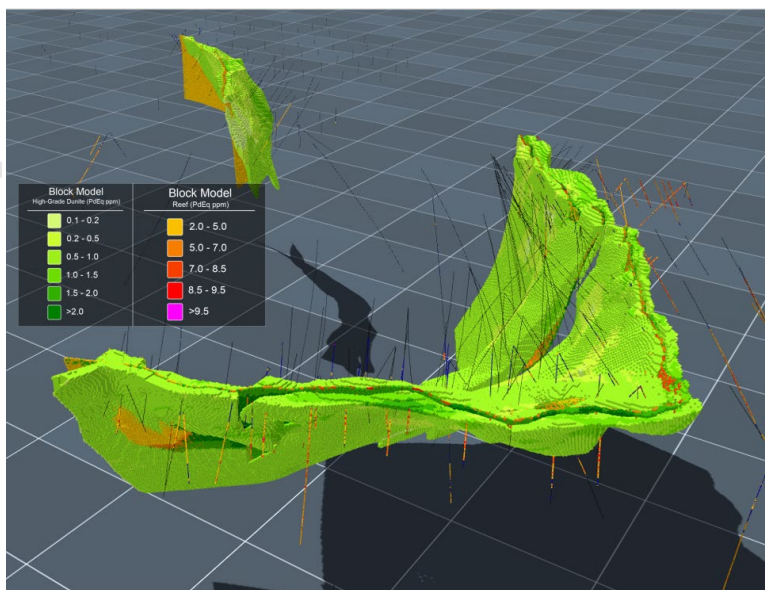 Block Model
High-Grade Dunite (PdEq ppm)
0.1 - 0.2
0.2 - 0.5
0.5 - 1.0
1.0 - 1.5
1.5 - 2.0
>2.0
Block Model
Reef (PdEq ppm)
2.0 - 5.0
5.0 - 7.0
7.0 - 8.5
8.5 - 9.5
>9.5